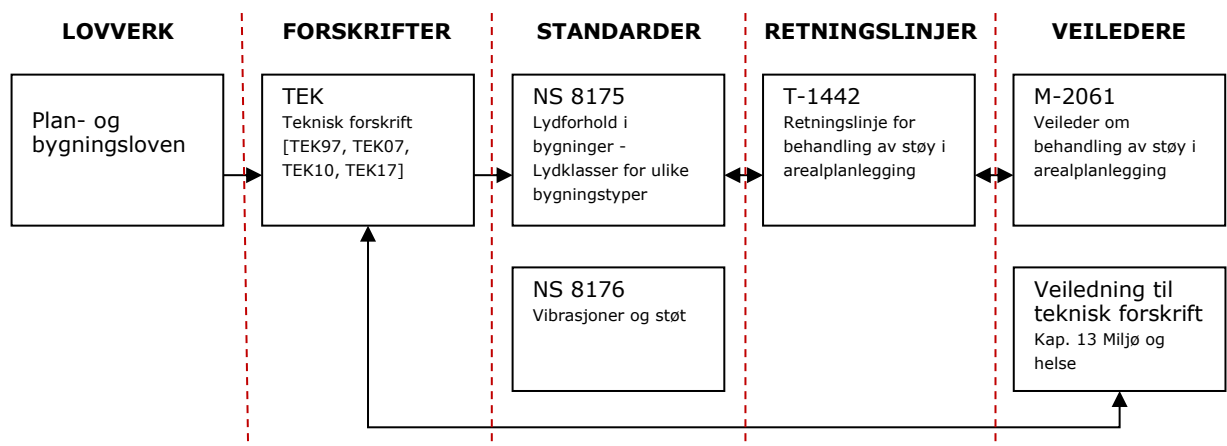 LOVVERK
FORSKRIFTER
STANDARDER
RETNINGSLINJER
VEILEDERE
Plan- og
bygningsloven
TEK
Teknisk forskrift
[TEK97, TEK07,
TEK10, TEK17]
NS 8175
Lydforhold i
bygninger -
Lydklasser for ulike
bygningstyper
T-1442
Retningslinje for
behandling av støy i
arealplanlegging
M-2061
Veileder om
behandling av støy i
arealplanlegging
NS 8176
Vibrasjoner og støt
Veiledning til
teknisk forskrift
Kap. 13 Miljø og
helse